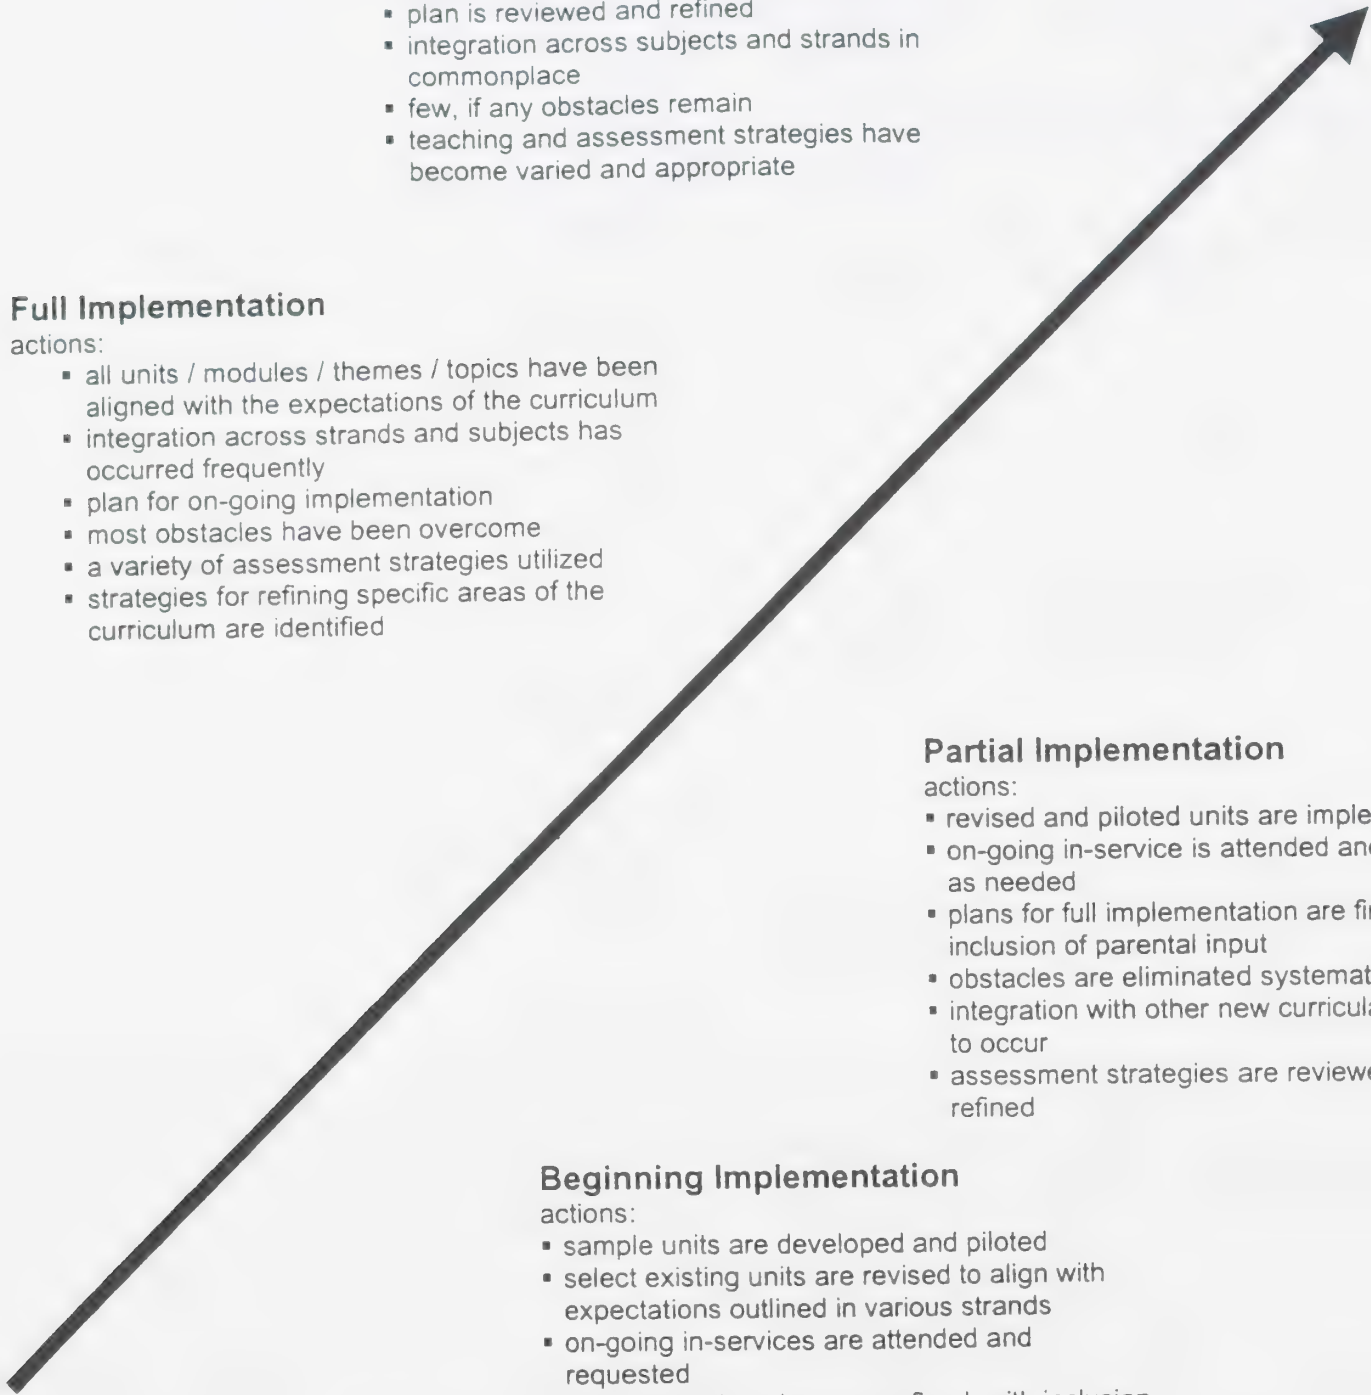 ▪ plan is reviewed and refined
▪ integration across subjects and strands in
commonplace
▪ few, if any obstacles remain
▪ teaching and assessment strategies have
become varied and appropriate
Full Implementation
actions:
▪ all units / modules / themes / topics have been
aligned with the expectations of the curriculum
▪ integration across strands and subjects has
occurred frequently
▪ plan for on-going implementation
▪ most obstacles have been overcome
▪ a variety of assessment strategies utilized
▪ strategies for refining specific areas of the
curriculum are identified
Partial Implementation
actions:
▪ revised and piloted units are imple
▪ on-going in-service is attended and
as needed
▪ plans for full implementation are fin
inclusion of parental input
▪ obstacles are eliminated systemat
▪ integration with other new curricula
to occur
▪ assessment strategies are reviewe
refined
Beginning Implementation
actions:
▪ sample units are developed and piloted
▪ select existing units are revised to align with
expectations outlined in various strands
▪ on-going in-services are attended and
requested
with inclusion